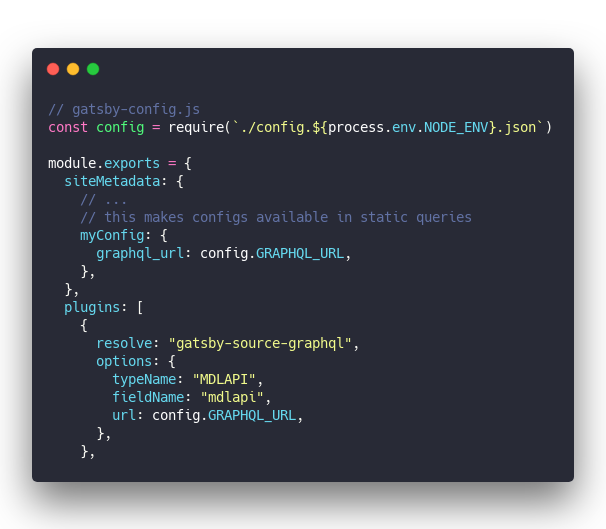 // gatsby-config.js
const config = require(`./config.${process.env.NODE_ENV}.json`)
module.exports = {
  siteMetadata: {
    // ...
    // this makes configs available in static queries
    myConfig: {
      graphql_url: config.GRAPHQL_URL,
    },
  },
  plugins: [
    {
      resolve: "gatsby-source-graphql",
      options: {
        typeName: "MDLAPI",
        fieldName: "mdlapi",
        url: config.GRAPHQL_URL,
      },
    },